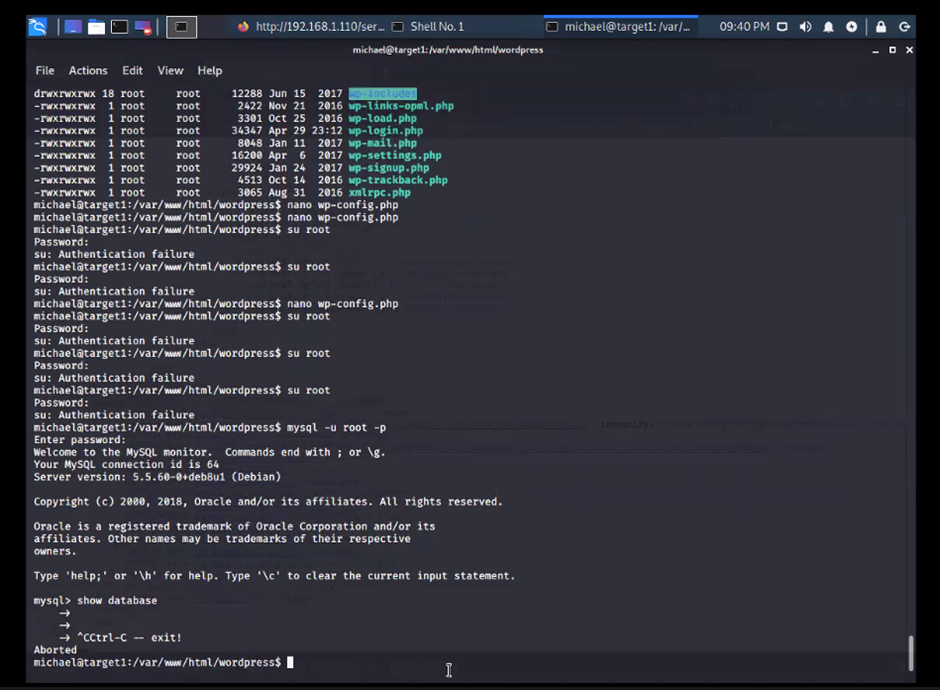 http://192.168.1.110/ser...
Shell No. 1
michael@target1: /var/...
09:40 PM
michael@target1: /var/www/html/wordpress
File Actions Edit View Help
drwxrwxrwx 18 root root 12288 Jun 15 2017 wp-includes
-rwxrwxrwx 1 root root 2422 Nov 21 2016 wp-links-opml.php
-rwxrwxrwx 1 root root 3301 Oct 25 2016 wp-load.php
-rwxrwxrwx 1 root root 34347 Apr 29 23:12 wp-login.php
-rwxrwxrwx 1 root root 8048 Jan 11 2017 wp-mail.php
-rwxrwxrwx 1 root root 16200 Apr 6 2017 wp-settings.php
-rwxrwxrwx 1 root root 29924 Jan 24 2017 wp-signup.php
-rwxrwxrwx 1 root root 4513 Oct 14 2016 wp-trackback.php
-rwxrwxrwx 1 root root 3065 Aug 31 2016 xmlrpc.php
michael@target1:/var/www/html/wordpress$ nano wp-config.php
michael@target1:/var/www/html/wordpress$ nano wp-config.php
michael@target1:/var/www/html/wordpress$ su root
Password:
su: Authentication failure
michael@target1:/var/www/html/wordpress$ su root
Password:
su: Authentication failure
michael@target1:/var/www/html/wordpress$ nano wp-config.php
michael@target1:/var/www/html/wordpress$ su root
Password:
su: Authentication failure
michael@target1:/var/www/html/wordpress$ su root
Password:
su: Authentication failure
michael@target1:/var/www/html/wordpress$ su root
Password:
su: Authentication failure
michael@target1:/var/www/html/wordpress$ mysql -u root -p
Enter password:
Welcome to the MySQL monitor. Commands end with ; or \g.
Your MySQL connection id is 64
Server version: 5.5.60-0+deb8u1 (Debian)
Copyright (c) 2000, 2018, Oracle and/or its affiliates. All rights reserved.
Oracle is a registered trademark of Oracle Corporation and/or its
affiliates. Other names may be trademarks of their respective
owners.
Type 'help;' or '\h' for help. Type '\c' to clear the current input statement.
mysql> show database
→
→
→ ^CCtrl-C -- exit!
Aborted
michael@target1:/var/www/html/wordpress$